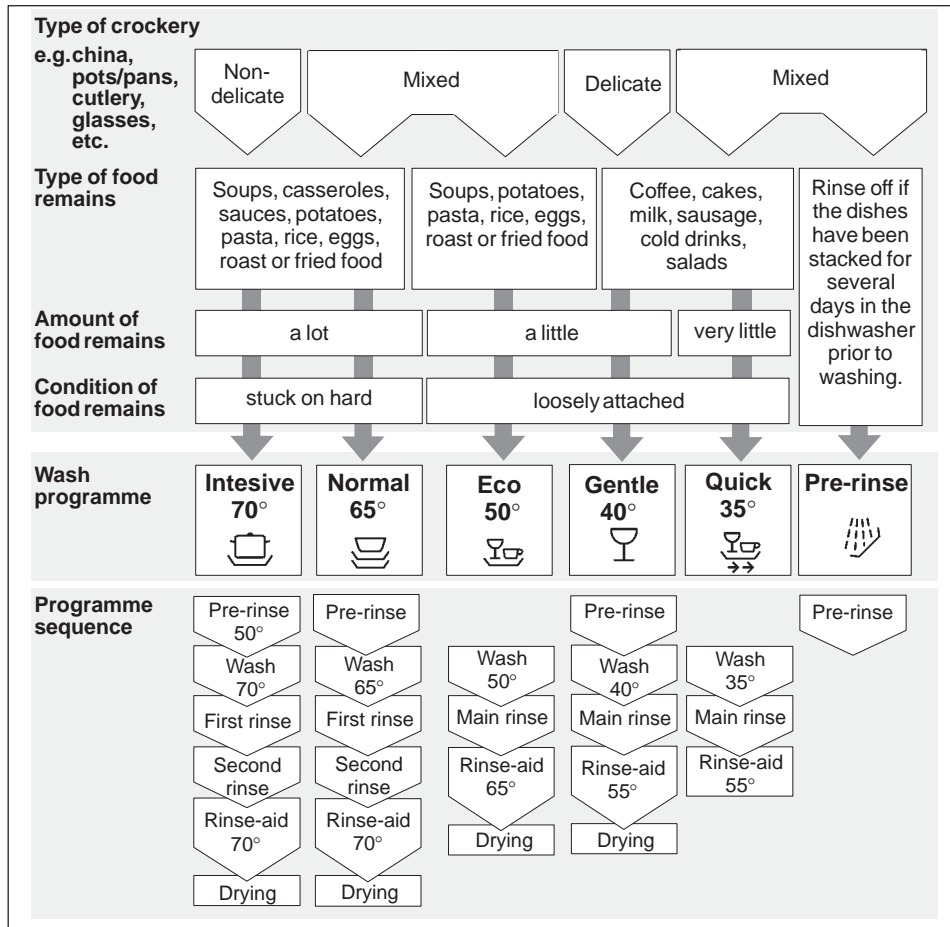 Type of crockery
e.g. china,
pots/pans,
cutlery,
glasses,
etc.
Non-
delicate
Mixed
Delicate
Mixed
Type of food
remains
Soups, casseroles,
sauces, potatoes,
pasta, rice, eggs,
roast or fried food
Soups, potatoes,
pasta, rice, eggs,
roast or fried food
Coffee, cakes,
milk, sausage,
cold drinks,
salads
Rinse off if
the dishes
have been
stacked for
several
days in the
dishwasher
prior to
washing.
Amount of
food remains
a lot
a little
very little
Condition of
food remains
stuck on hard
loosely attached
Wash
programme
Intesive
70°
Normal
65°
Eco
50°
Gentle
40°
Quick
35°
Pre-rinse
Programme
sequence
Pre-rinse
50°
Wash
70°
First rinse
Second
rinse
Rinse-aid
70°
Drying
Pre-rinse
Wash
65°
First rinse
Second
rinse
Rinse-aid
70°
Drying
Wash
50°
Main rinse
Rinse-aid
65°
Drying
Pre-rinse
Wash
40°
Main rinse
Rinse-aid
55°
Drying
Wash
35°
Main rinse
Rinse-aid
55°
Pre-rinse